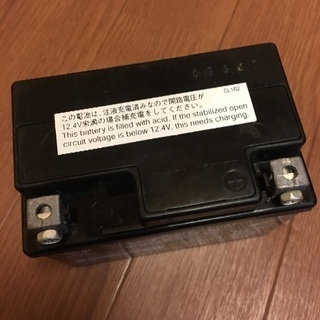 この電池は、注液充電済みなので開路電圧が
12.4V未満の場合補充電をしてください。
This battery is filled with acid. If the stabilized open
circuit voltage is below 12.4V, this needs charging.